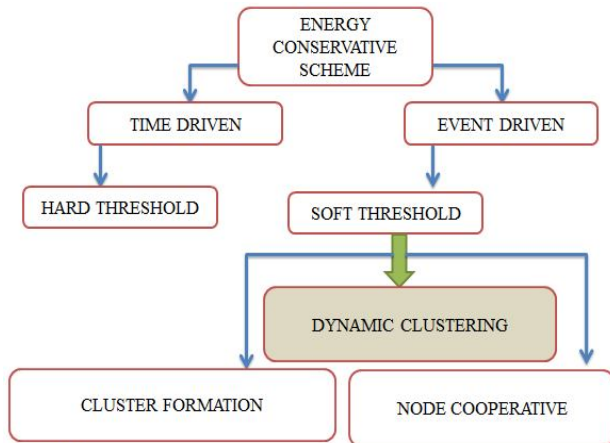 ENERGY
CONSERVATIVE
SCHEME
TIME DRIVEN
EVENT DRIVEN
HARD THRESHOLD
SOFT THRESHOLD
DYNAMIC CLUSTERING
CLUSTER FORMATION
NODE COOPERATIVE